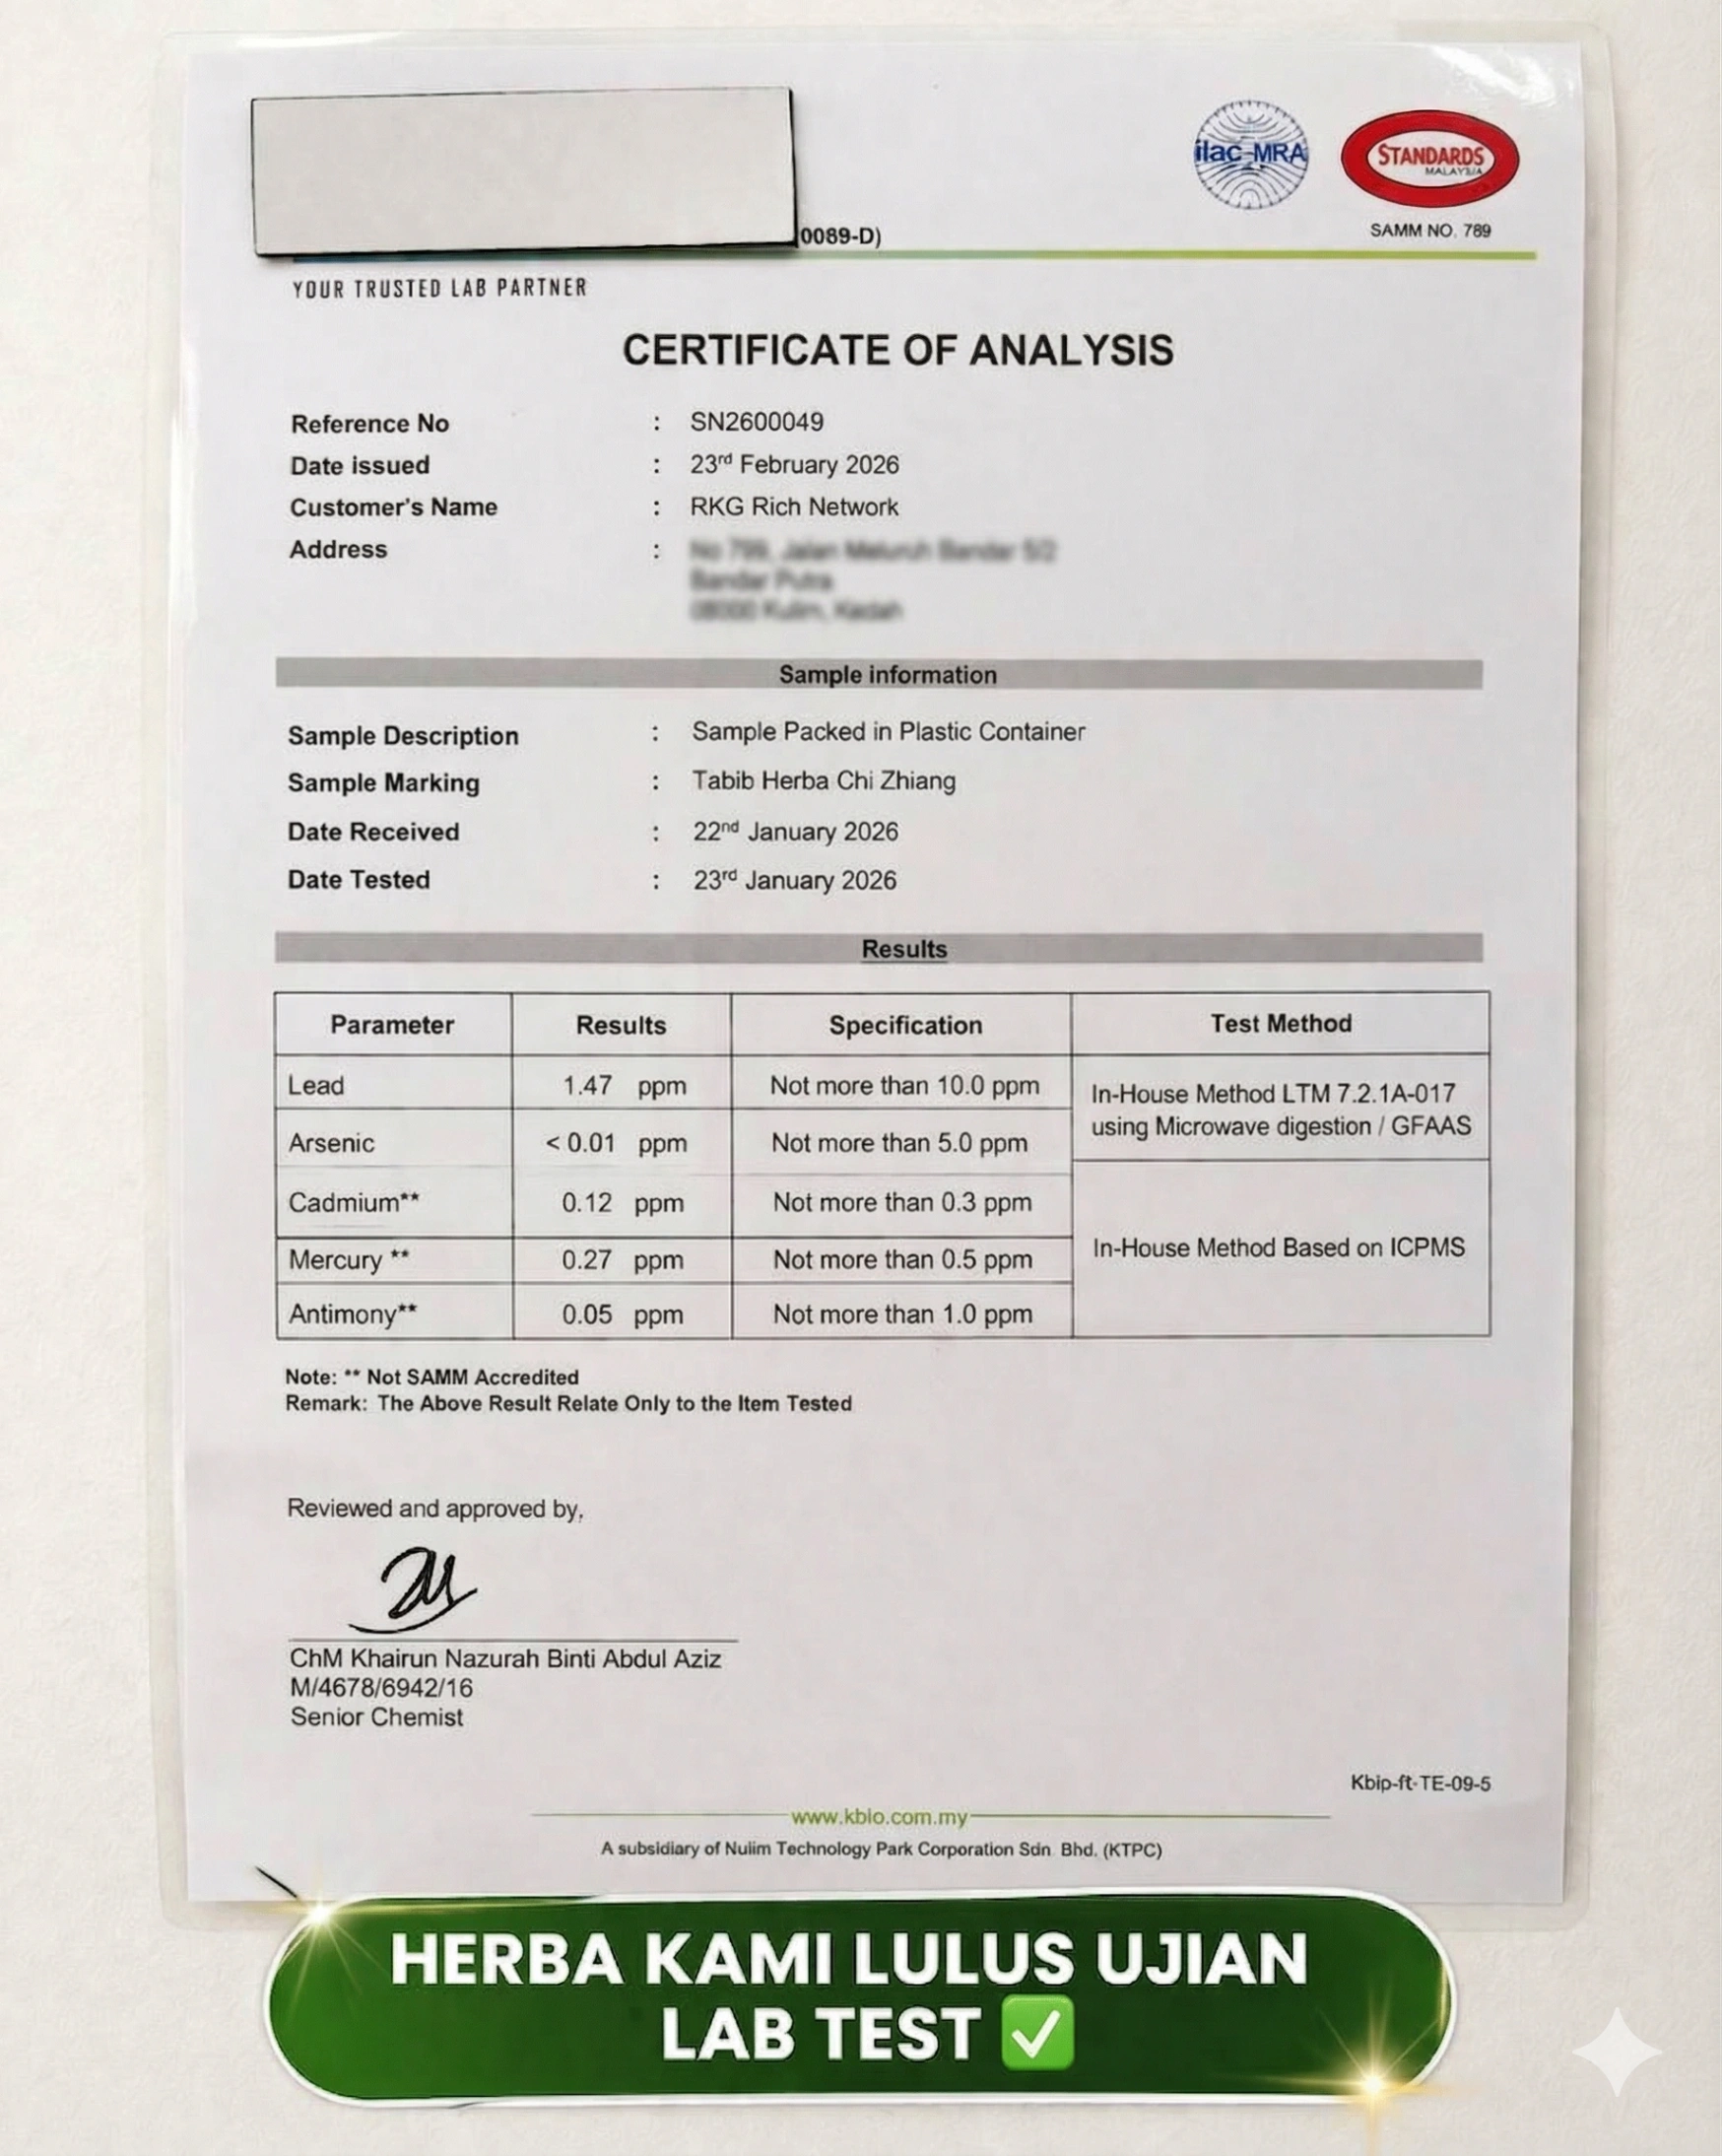 ilac-MRA
STANDARDS
MALAYSIA
SAMM NO. 789
0089-D)
YOUR TRUSTED LAB PARTNER
CERTIFICATE OF ANALYSIS
Reference No : SN2600049
Date issued : 23rd February 2026
Customer's Name : RKG Rich Network
Address :
Sample information
Sample Description : Sample Packed in Plastic Container
Sample Marking : Tabib Herba Chi Zhiang
Date Received : 22nd January 2026
Date Tested : 23rd January 2026
Results
Parameter Results Specification Test Method
Lead 1.47 ppm Not more than 10.0 ppm In-House Method LTM 7.2.1A-017
using Microwave digestion / GFAAS
Arsenic < 0.01 ppm Not more than 5.0 ppm
Cadmium** 0.12 ppm Not more than 0.3 ppm
Mercury ** 0.27 ppm Not more than 0.5 ppm In-House Method Based on ICPMS
Antimony** 0.05 ppm Not more than 1.0 ppm
Note: ** Not SAMM Accredited
Remark: The Above Result Relate Only to the Item Tested
Reviewed and approved by,
ChM Khairun Nazurah Binti Abdul Aziz
M/4678/6942/16
Senior Chemist
Kbip-ft-TE-09-5
www.kbio.com.my
A subsidiary of Nulim Technology Park Corporation Sdn Bhd. (KTPC)
HERBA KAMI LULUS UJIAN
LAB TEST ✅